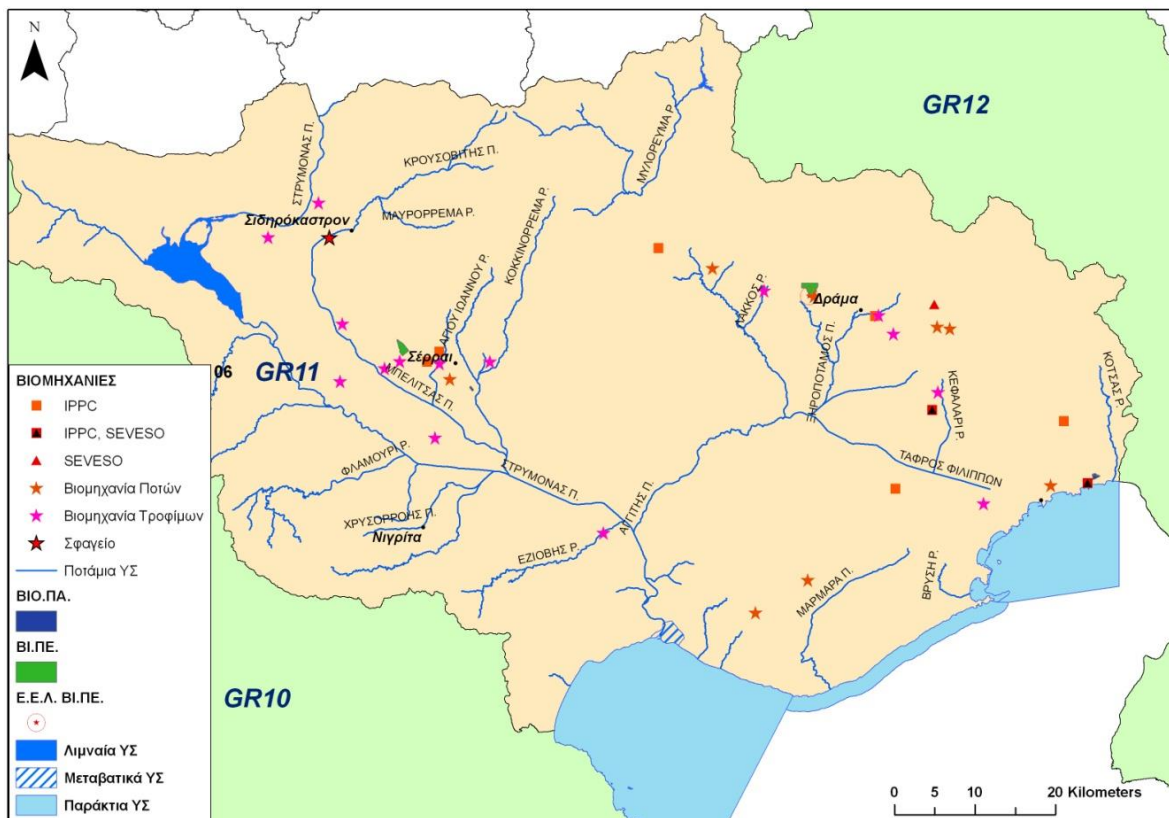 N
GR12
ΣΤΡΥΜΟΝΑΣ Π.
ΚΡΟΥΣΟΒΙΤΗΣ Π.
ΜΥΛΟΡΕΥΜΑ Ρ.
Σιδηρόκαστρον
ΜΑΥΡΟΡΡΕΜΑ Ρ.
ΚΟΚΚΙΝΟΡΡΕΜΑ Ρ.
ΑΓΙΟΥ ΙΩΑΝΝΟΥ Ρ.
ΛΑΚΚΟΣ Ρ.
Δράμα
ΞΗΡΟΠΟΤΑΜΟΣ Π.
Σέρραι
ΜΠΕΛΙΤΣΑΣ Π.
06
GR11
ΚΕΦΑΛΑΡΙ Ρ.
ΚΟΤΣΑΣ Ρ.
ΦΛΑΜΟΥΡΙ Ρ.
ΣΤΡΥΜΟΝΑΣ Π.
ΤΑΦΡΟΣ ΦΙΛΙΠΠΩΝ
ΑΓΓΙΤΗΣ Π.
ΧΡΥΣΟΡΡΟΗΣ Π.
Νιγρίτα
ΕΖΙΟΒΗΣ Ρ.
ΜΑΡΜΑΡΑ Π.
ΒΡΥΣΗ Ρ.
GR10
ΒΙΟΜΗΧΑΝΙΕΣ
IPPC
IPPC, SEVESO
SEVESO
Βιομηχανία Ποτών
Βιομηχανία Τροφίμων
Σφαγείο
Ποτάμια ΥΣ
ΒΙΟ.ΠΑ.
ΒΙ.ΠΕ.
Ε.Ε.Λ. ΒΙ.ΠΕ.
Λιμναία ΥΣ
Μεταβατικά ΥΣ
Παράκτια ΥΣ
0 5 10 20 Kilometers